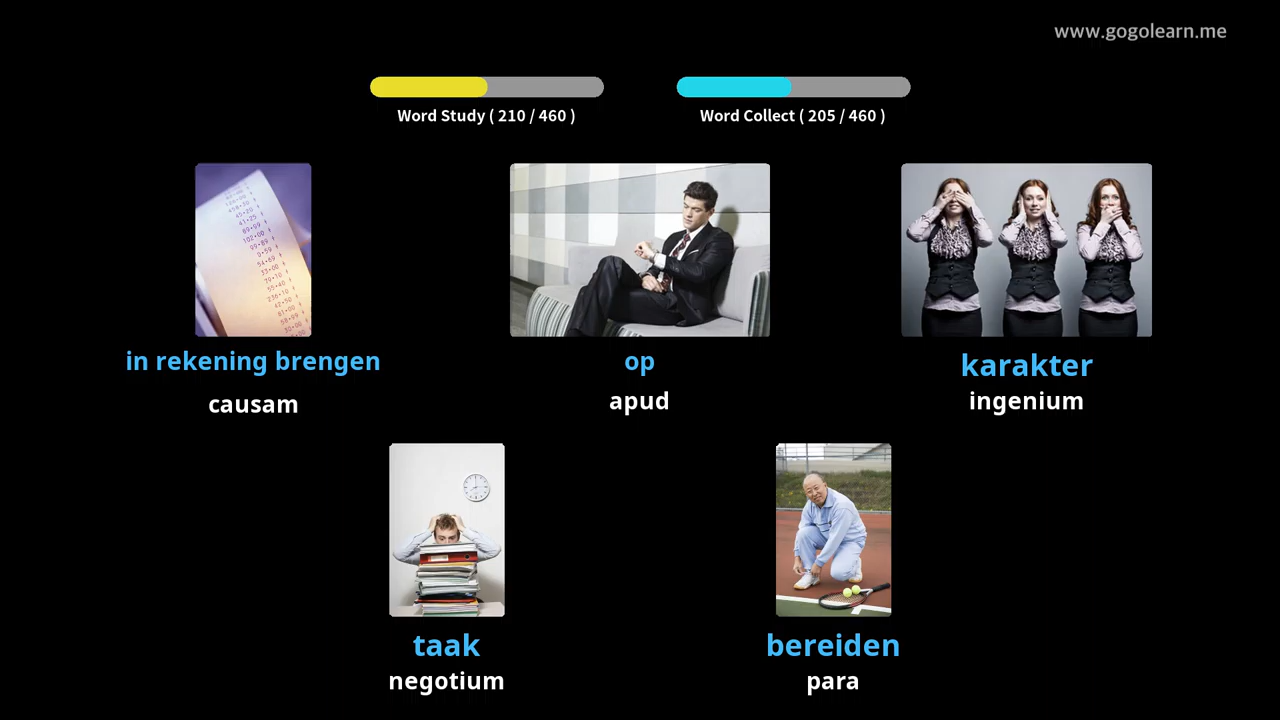 www.gogolearn.me
Word Study ( 210 / 460 )
Word Collect ( 205 / 460 )
in rekening brengen
causam
op
apud
karakter
ingenium
taak
negotium
bereiden
para